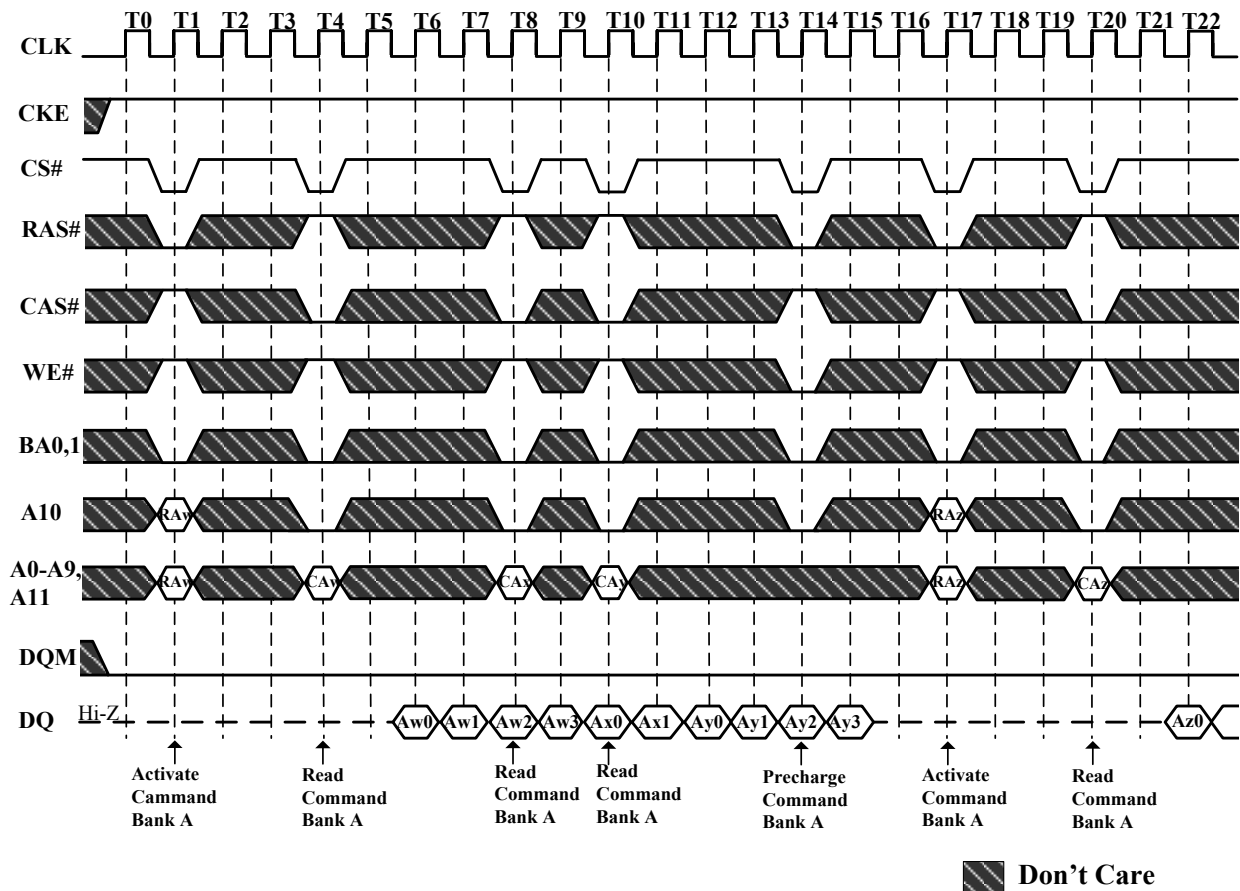 T0 T1 T2 T3 T4 T5 T6 T7 T8 T9 T10 T11 T12 T13 T14 T15 T16 T17 T18 T19 T20 T21 T22
CLK
CKE
CS#
RAS#
CAS#
WE#
BA0,1
A10 RAw RAz
A0-A9,
A11
RAw CAw CAx CAy RAz CAz
DQM
DQ Hi-Z Aw0 Aw1 Aw2 Aw3 Ax0 Ax1 Ay0 Ay1 Ay2 Ay3 Az0
Activate
Cammand
Bank A
Read
Command
Bank A
Read
Command
Bank A
Read
Command
Bank A
Precharge
Command
Bank A
Activate
Command
Bank A
Read
Command
Bank A
Don't Care